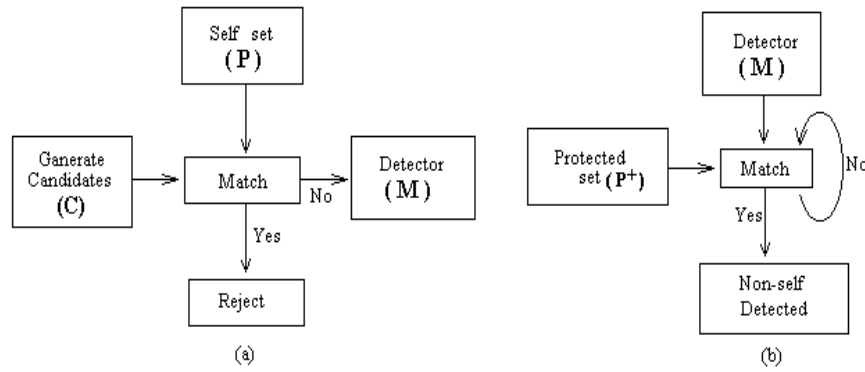 Self set
(P)
Ganerate
Candidates
(C)
Match
No
Detector
(M)
Yes
Reject
(a)
Detector
(M)
Protected
set (P+)
Match
No
Yes
Non-self
Detected
(b)